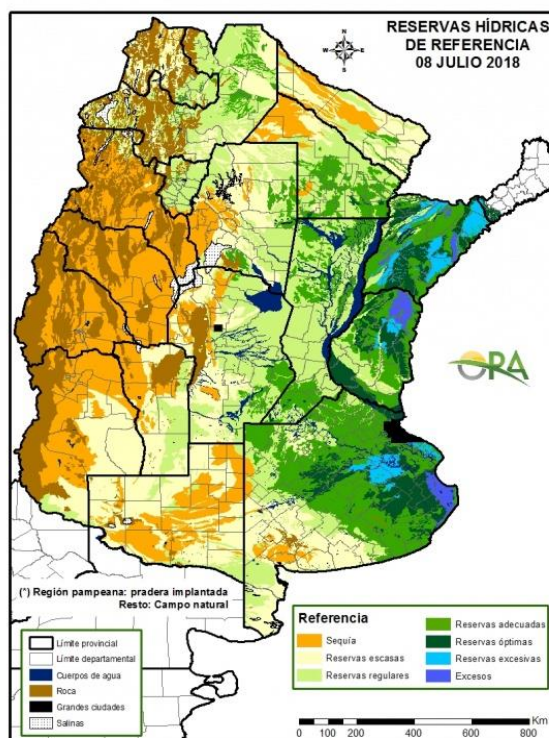 RESERVAS HÍDRICAS
DE REFERENCIA
08 JULIO 2018
N
W
E
S
ORA
(*) Región pampeana: pradera implantada
Resto: Campo natural
Límite provincial
Límite departamental
Cuerpos de agua
Roca
Grandes ciudades
Salinas
Referencia
Sequía
Reservas escasas
Reservas regulares
Reservas adecuadas
Reservas óptimas
Reservas excesivas
Excesos
Km
0 100 200 400 600 800